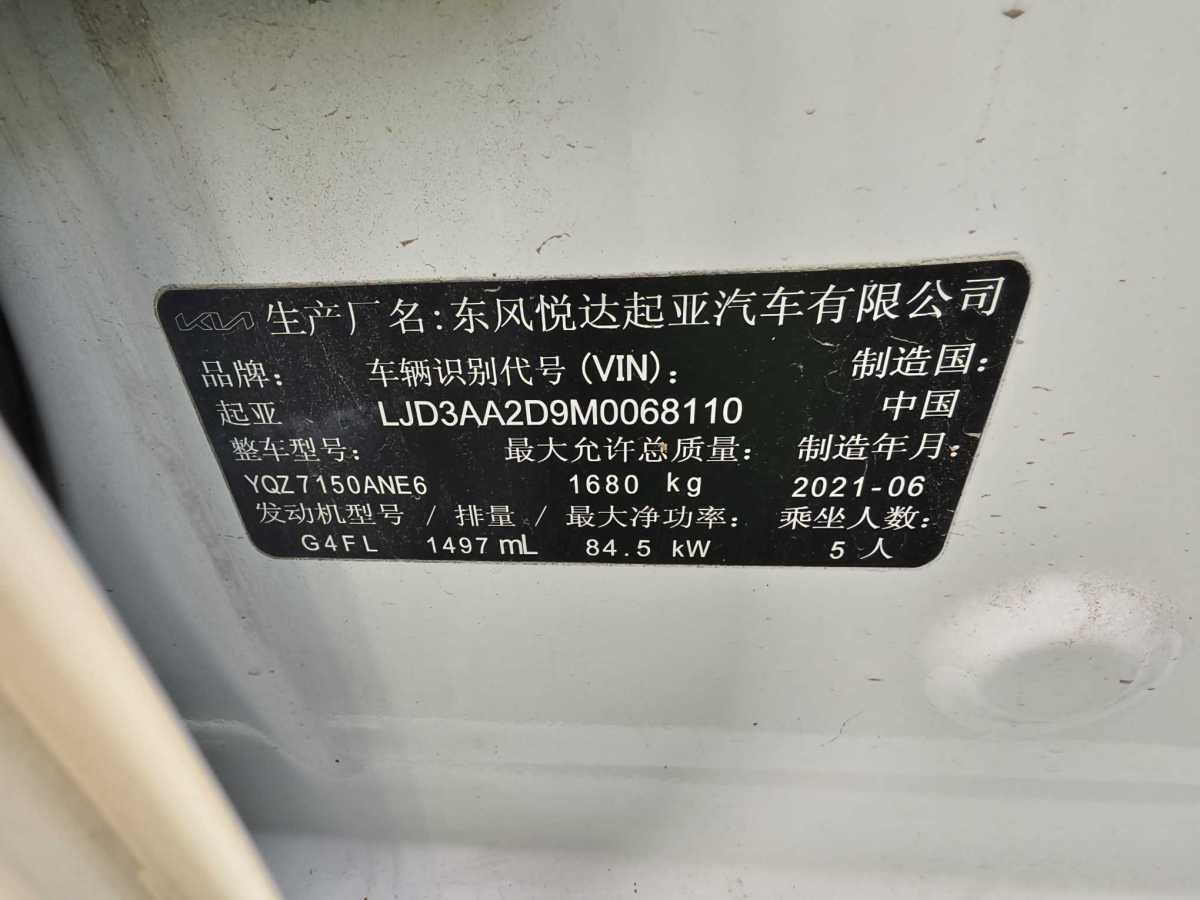 KIA 生产厂名:东风悦达起亚汽车有限公司
品牌: 车辆识别代号(VIN): 制造国:
起亚 LJD3AA2D9M0068110 中国
整车型号: 最大允许总质量: 制造年月:
YQZ7150ANE6 1680 kg 2021-06
发动机型号 / 排量 / 最大净功率: 乘坐人数:
G4FL 1497 mL 84.5 kW 5 人